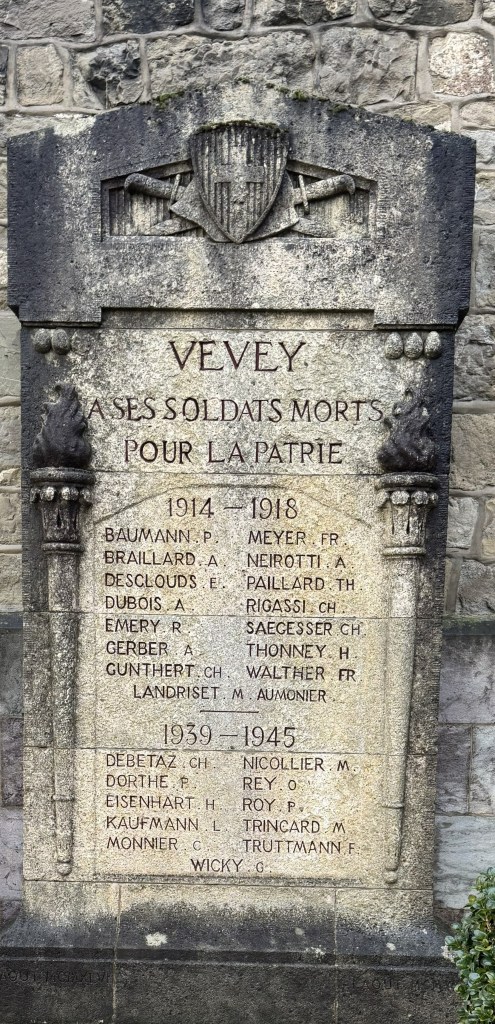 VEVEY
A SES SOLDATS MORTS
POUR LA PATRIE
1914 - 1918
BAUMANN . P. MEYER . FR.
BRAILLARD . A. NEIROTTI . A.
DESCLOUDS . E. PAILLARD . TH.
DUBOIS . A. RIGASSI . CH.
EMERY . R. SAEGESSER . CH.
GERBER . A. THONNEY . H.
GUNTHERT . CH. WALTHER . FR
LANDRISET . M . AUMONIER .
1939 - 1945
DÉBETAZ . CH. NICOLLIER . M.
DORTHE . F. REY . O.
EISENHART . H. ROY . P.
KAUFMANN . L. TRINCARD . M
MONNIER . C. TRUTTMANN . F.
WICKY . G.